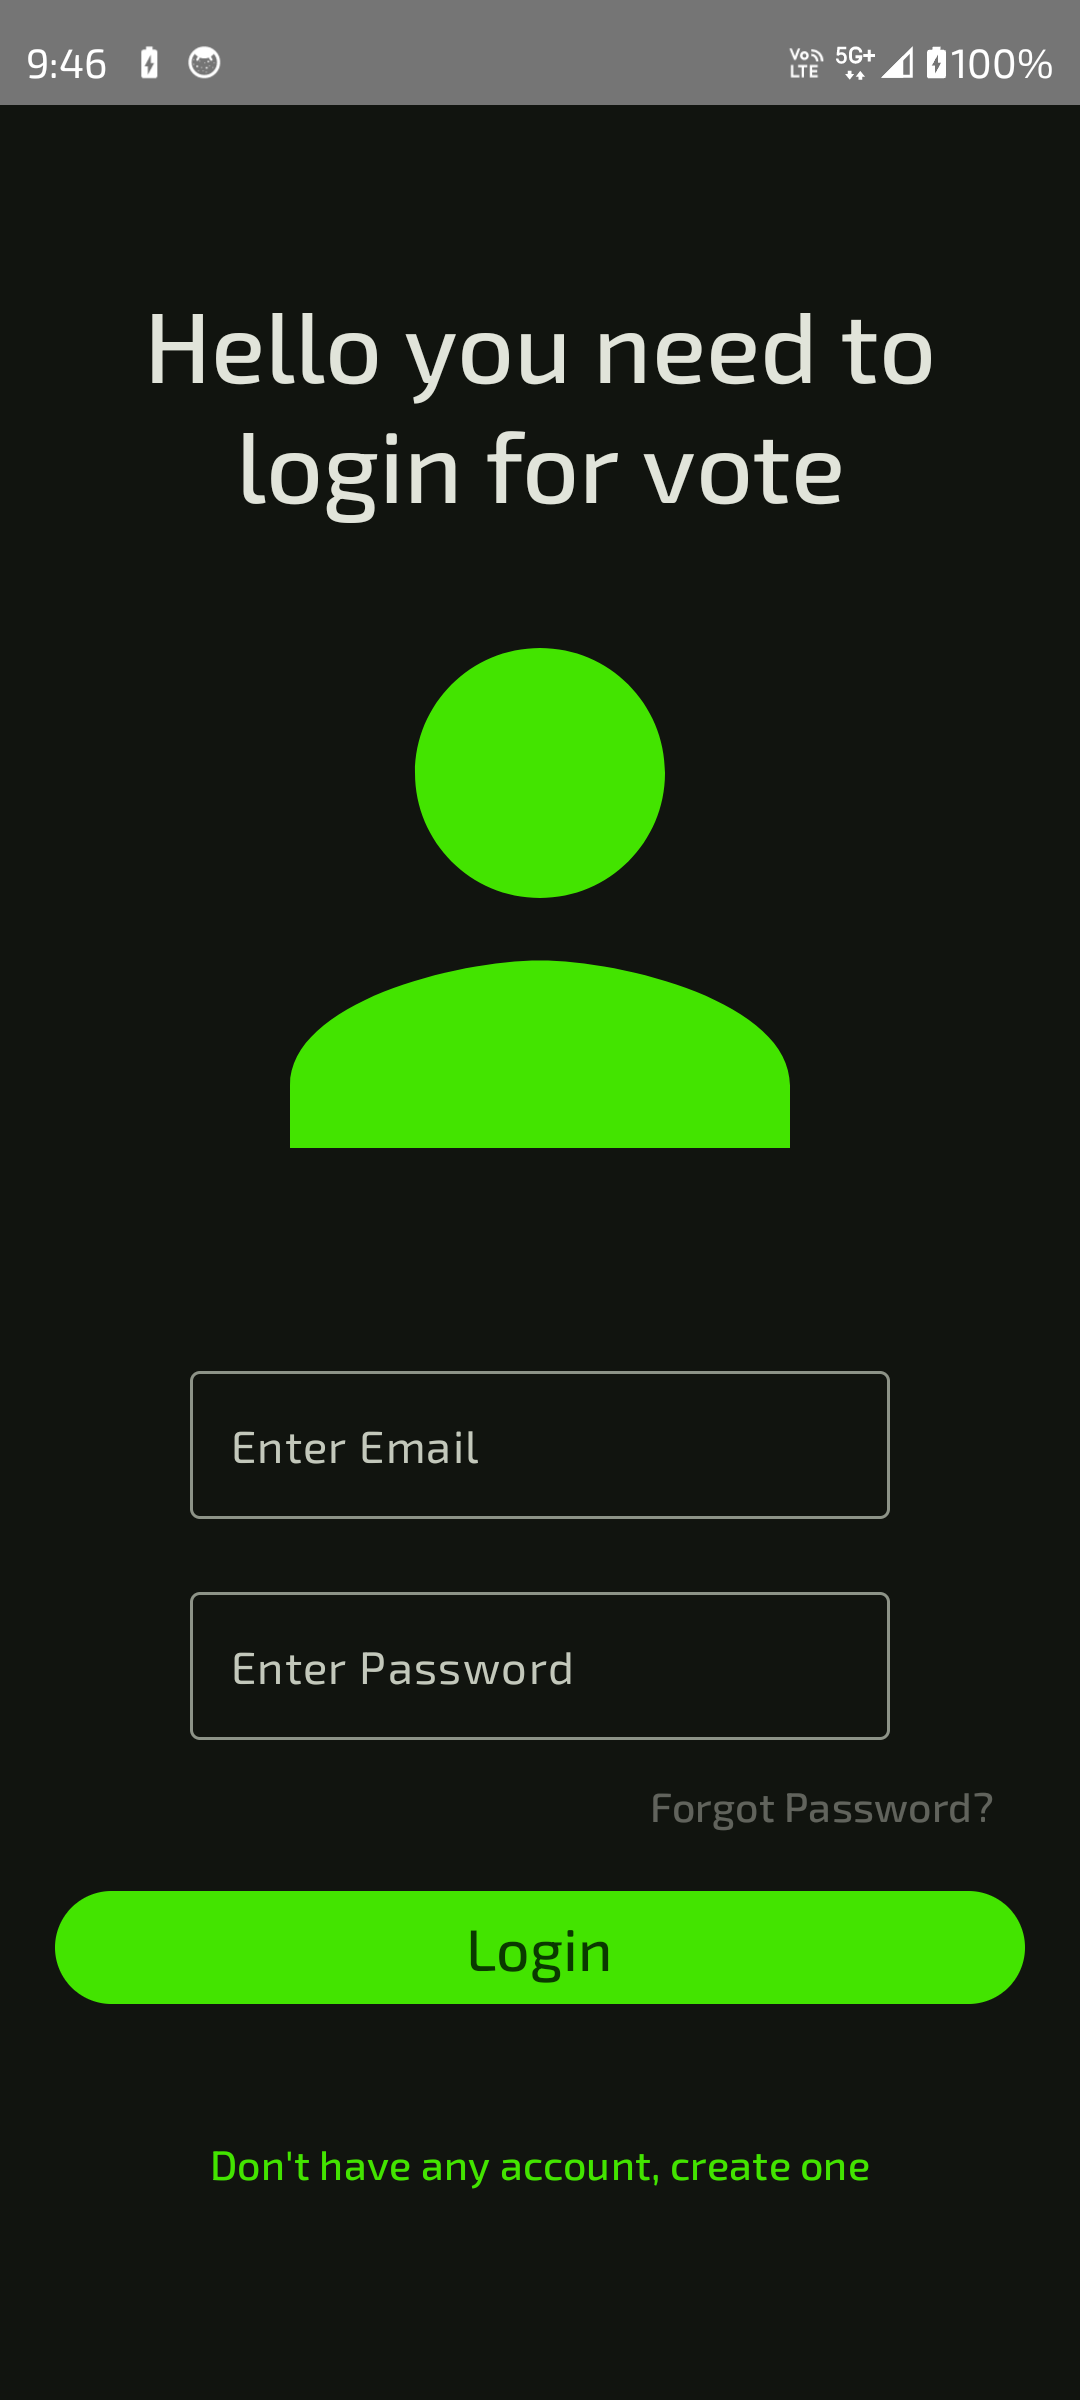 9:46 Vo LTE 5G+ 100%
Hello you need to
login for vote
Enter Email
Enter Password
Forgot Password?
Login
Don't have any account, create one